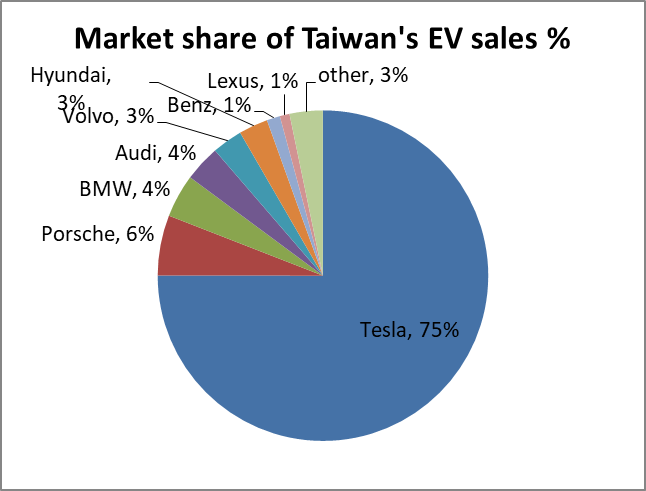 Market share of Taiwan's EV sales %
Hyundai,
3%
Lexus, 1%
other, 3%
Benz, 1%
Volvo, 3%
Audi, 4%
BMW, 4%
Porsche, 6%
Tesla, 75%